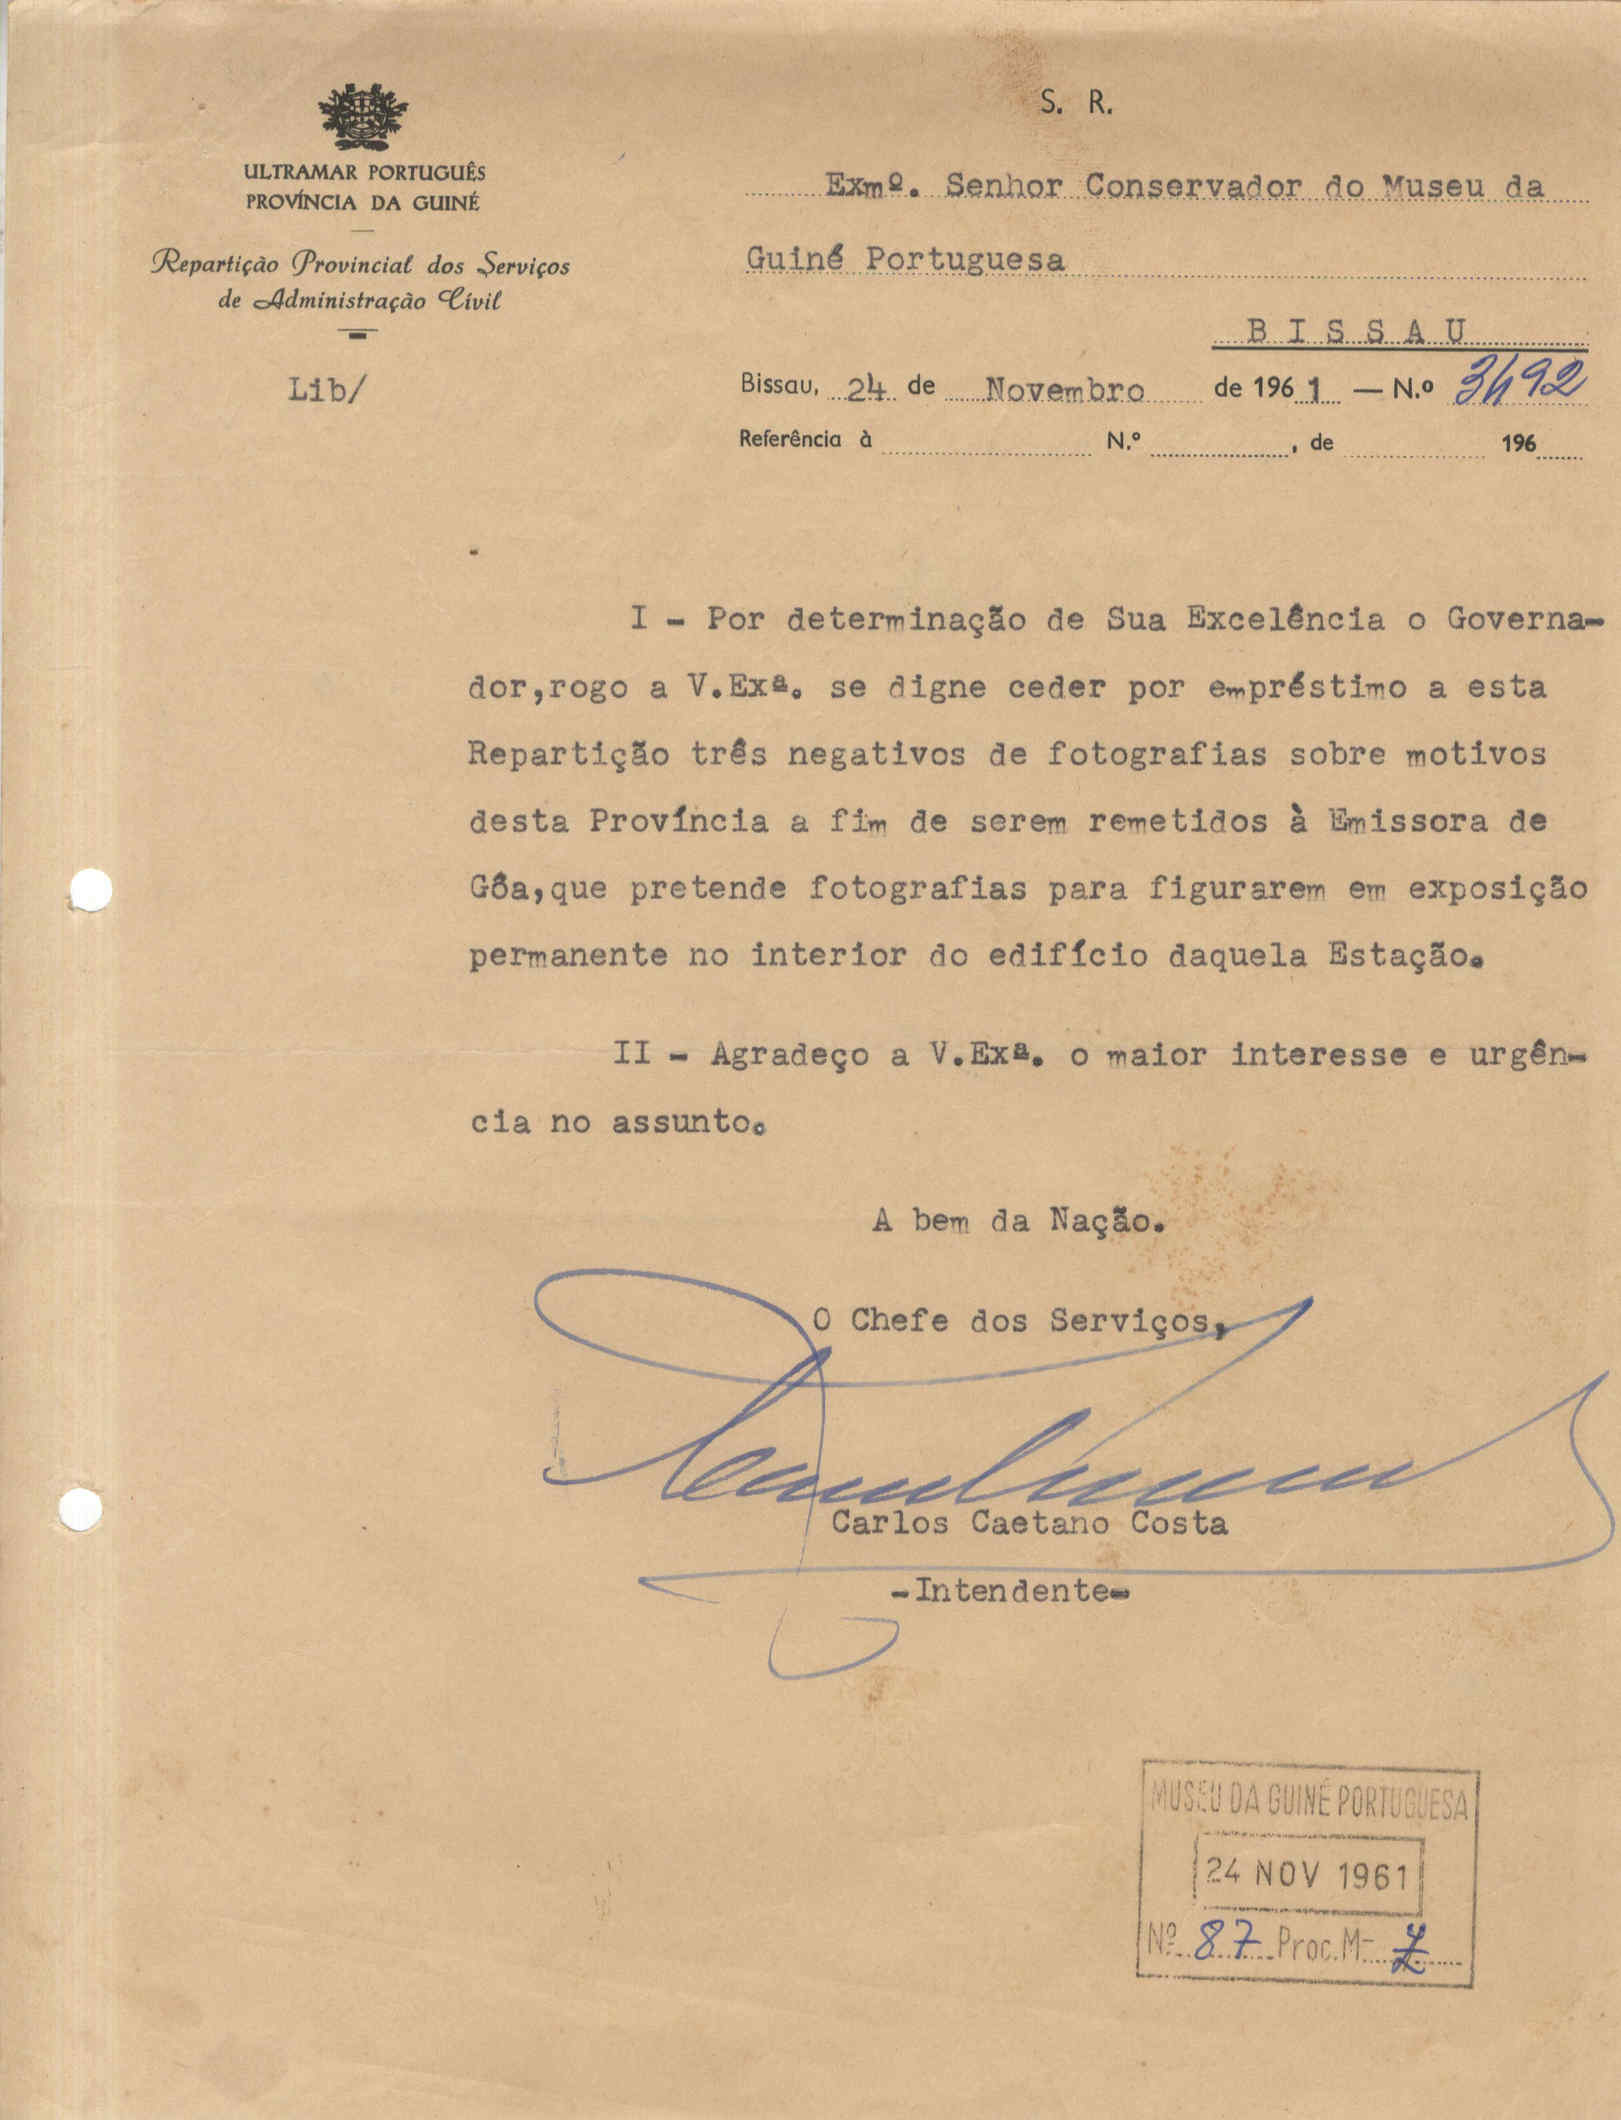 S. R.
ULTRAMAR PORTUGUÊS
PROVÍNCIA DA GUINÉ
Repartição Provincial dos Serviços
de Administração Civil
Lib/
Exmº. Senhor Conservador do Museu da
Guiné Portuguesa
B I S S A U
Bissau, 24 de Novembro de 1961 — N.º 3492
Referência à N.º , de 196
I - Por determinação de Sua Excelência o Governa-
dor,rogo a V.Exª. se digne ceder por empréstimo a esta
Repartição três negativos de fotografias sobre motivos
desta Província a fim de serem remetidos à Emissora de
Gôa,que pretende fotografias para figurarem em exposição
permanente no interior do edifício daquela Estação.
II - Agradeço a V.Exª. o maior interesse e urgên-
cia no assunto.
A bem da Nação.
O Chefe dos Serviços,
Carlos Caetano Costa
-Intendente-
MUSEU DA GUINÉ PORTUGUESA
24 NOV 1961
Nº 87 Proc. M-